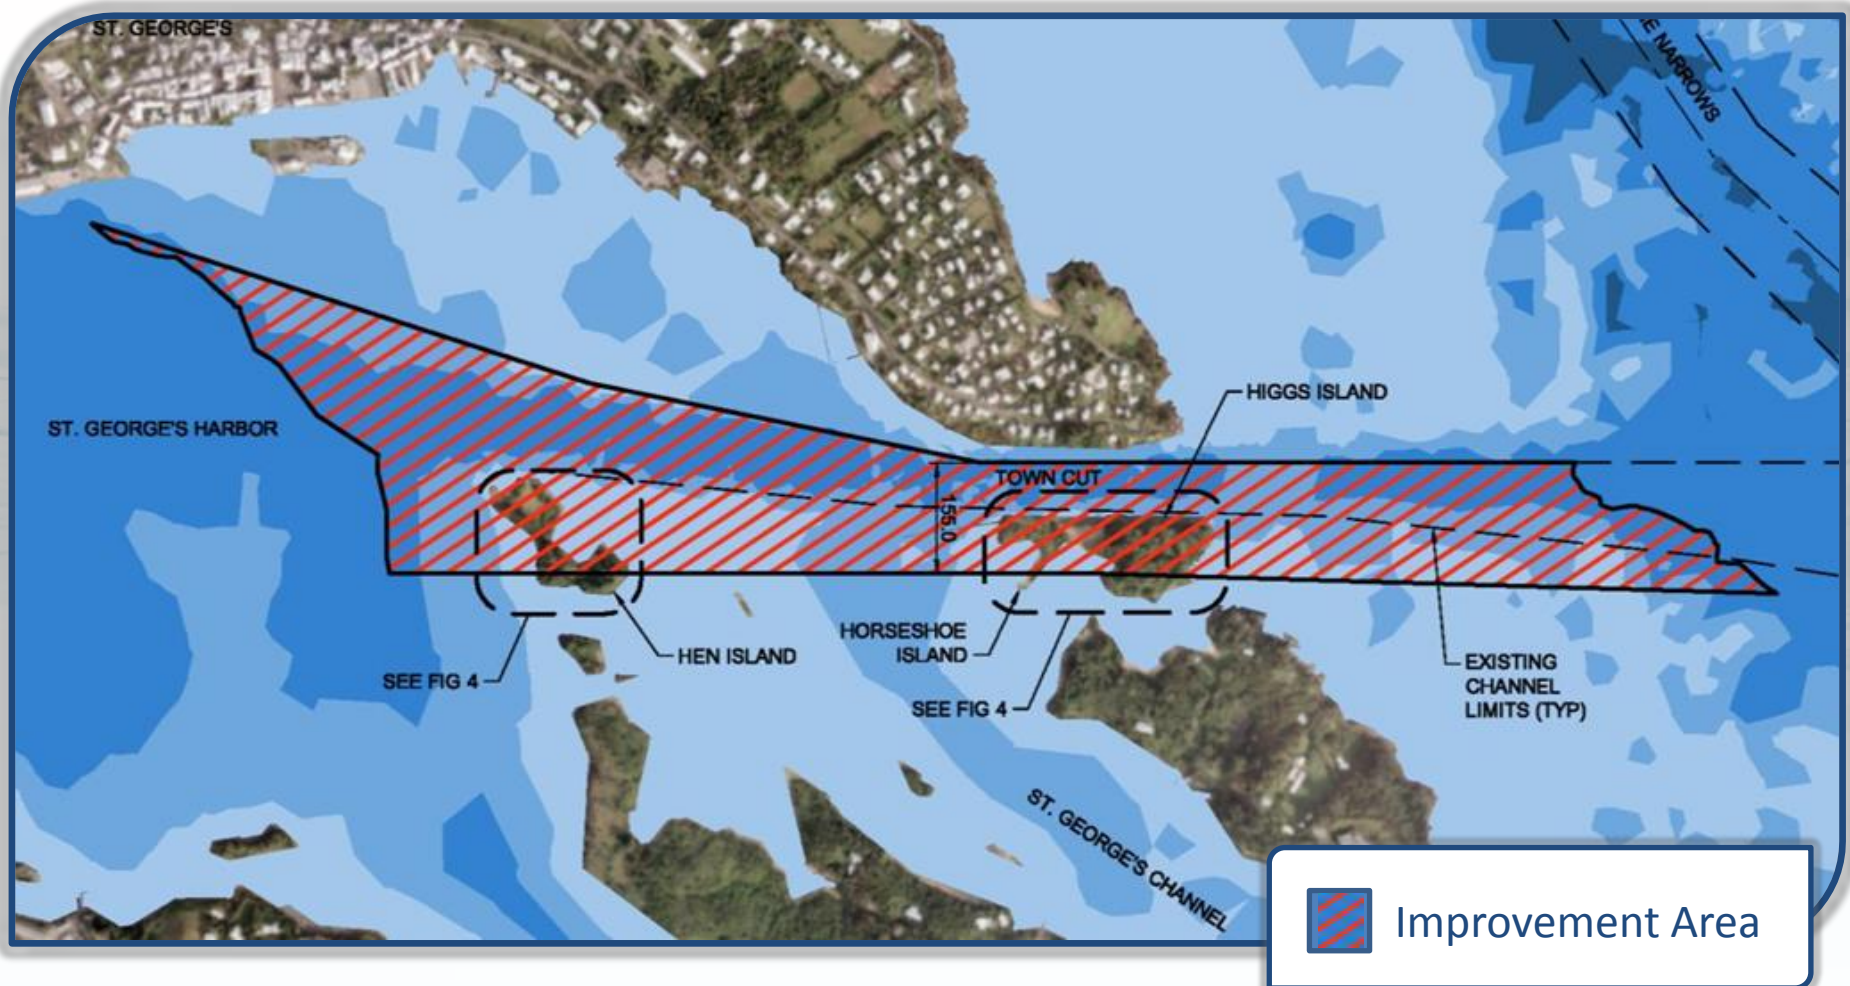 ST. GEORGE'S
NARROWS
HIGGS ISLAND
ST. GEORGE'S HARBOR
TOWN CUT
155.0
HORSESHOE
ISLAND
HEN ISLAND
SEE FIG 4
SEE FIG 4
EXISTING
CHANNEL
LIMITS (TYP)
ST. GEORGE'S CHANNEL
Improvement Area